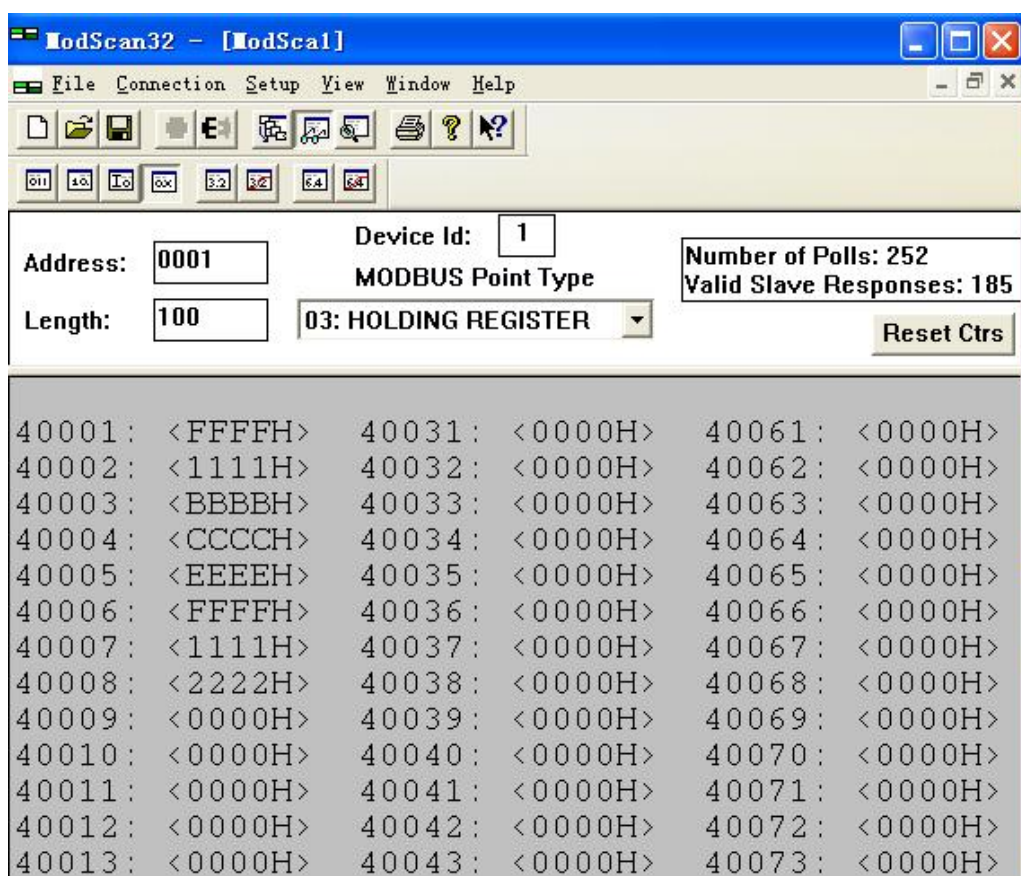 ModScan32 - [ModSca1]
File Connection Setup View Window Help
Address: 0001
Device Id: 1
MODBUS Point Type
Length: 100
03: HOLDING REGISTER
Number of Polls: 252
Valid Slave Responses: 185
Reset Ctrs
40001: <FFFFH> 40031: <0000H> 40061: <0000H>
40002: <1111H> 40032: <0000H> 40062: <0000H>
40003: <BBBBH> 40033: <0000H> 40063: <0000H>
40004: <CCCCH> 40034: <0000H> 40064: <0000H>
40005: <EEEEH> 40035: <0000H> 40065: <0000H>
40006: <FFFFH> 40036: <0000H> 40066: <0000H>
40007: <1111H> 40037: <0000H> 40067: <0000H>
40008: <2222H> 40038: <0000H> 40068: <0000H>
40009: <0000H> 40039: <0000H> 40069: <0000H>
40010: <0000H> 40040: <0000H> 40070: <0000H>
40011: <0000H> 40041: <0000H> 40071: <0000H>
40012: <0000H> 40042: <0000H> 40072: <0000H>
40013: <0000H> 40043: <0000H> 40073: <0000H>